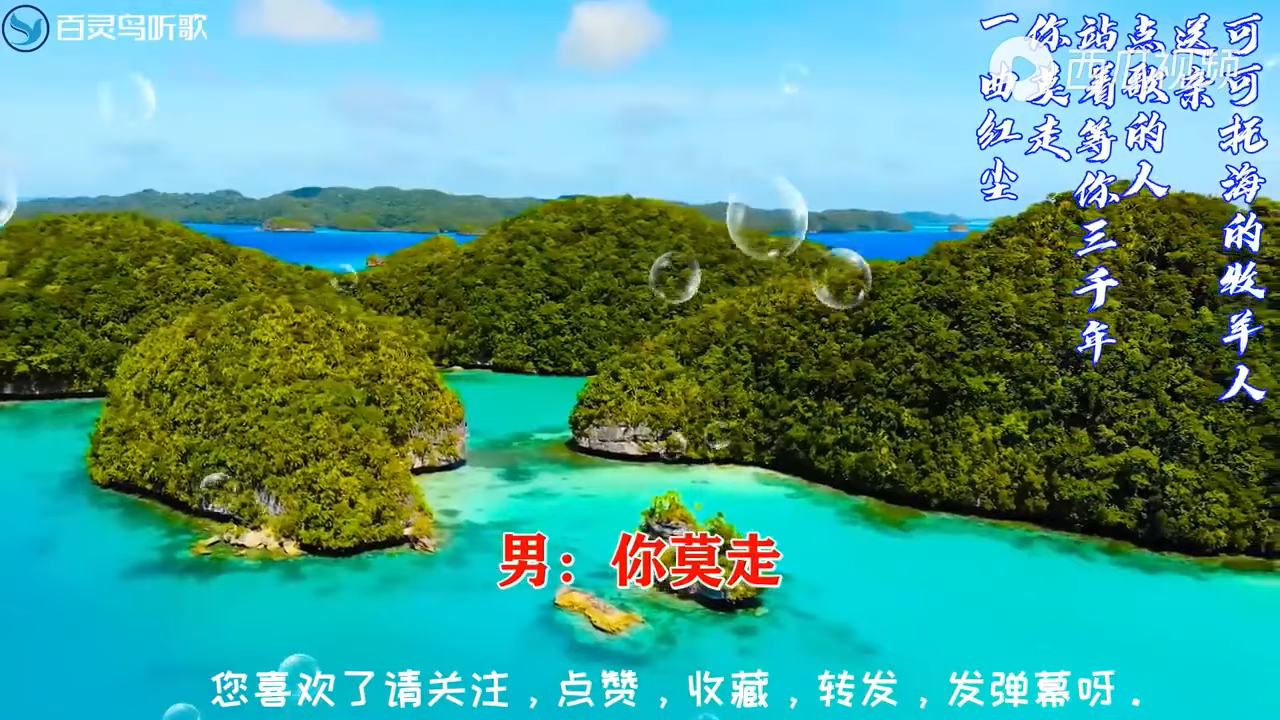 百灵鸟听歌
西瓜视频
可可托海的牧羊人
送亲
点歌的人
站着等你三千年
你莫走
一曲红尘
男：你莫走
您喜欢了请关注，点赞，收藏，转发，发弹幕呀．